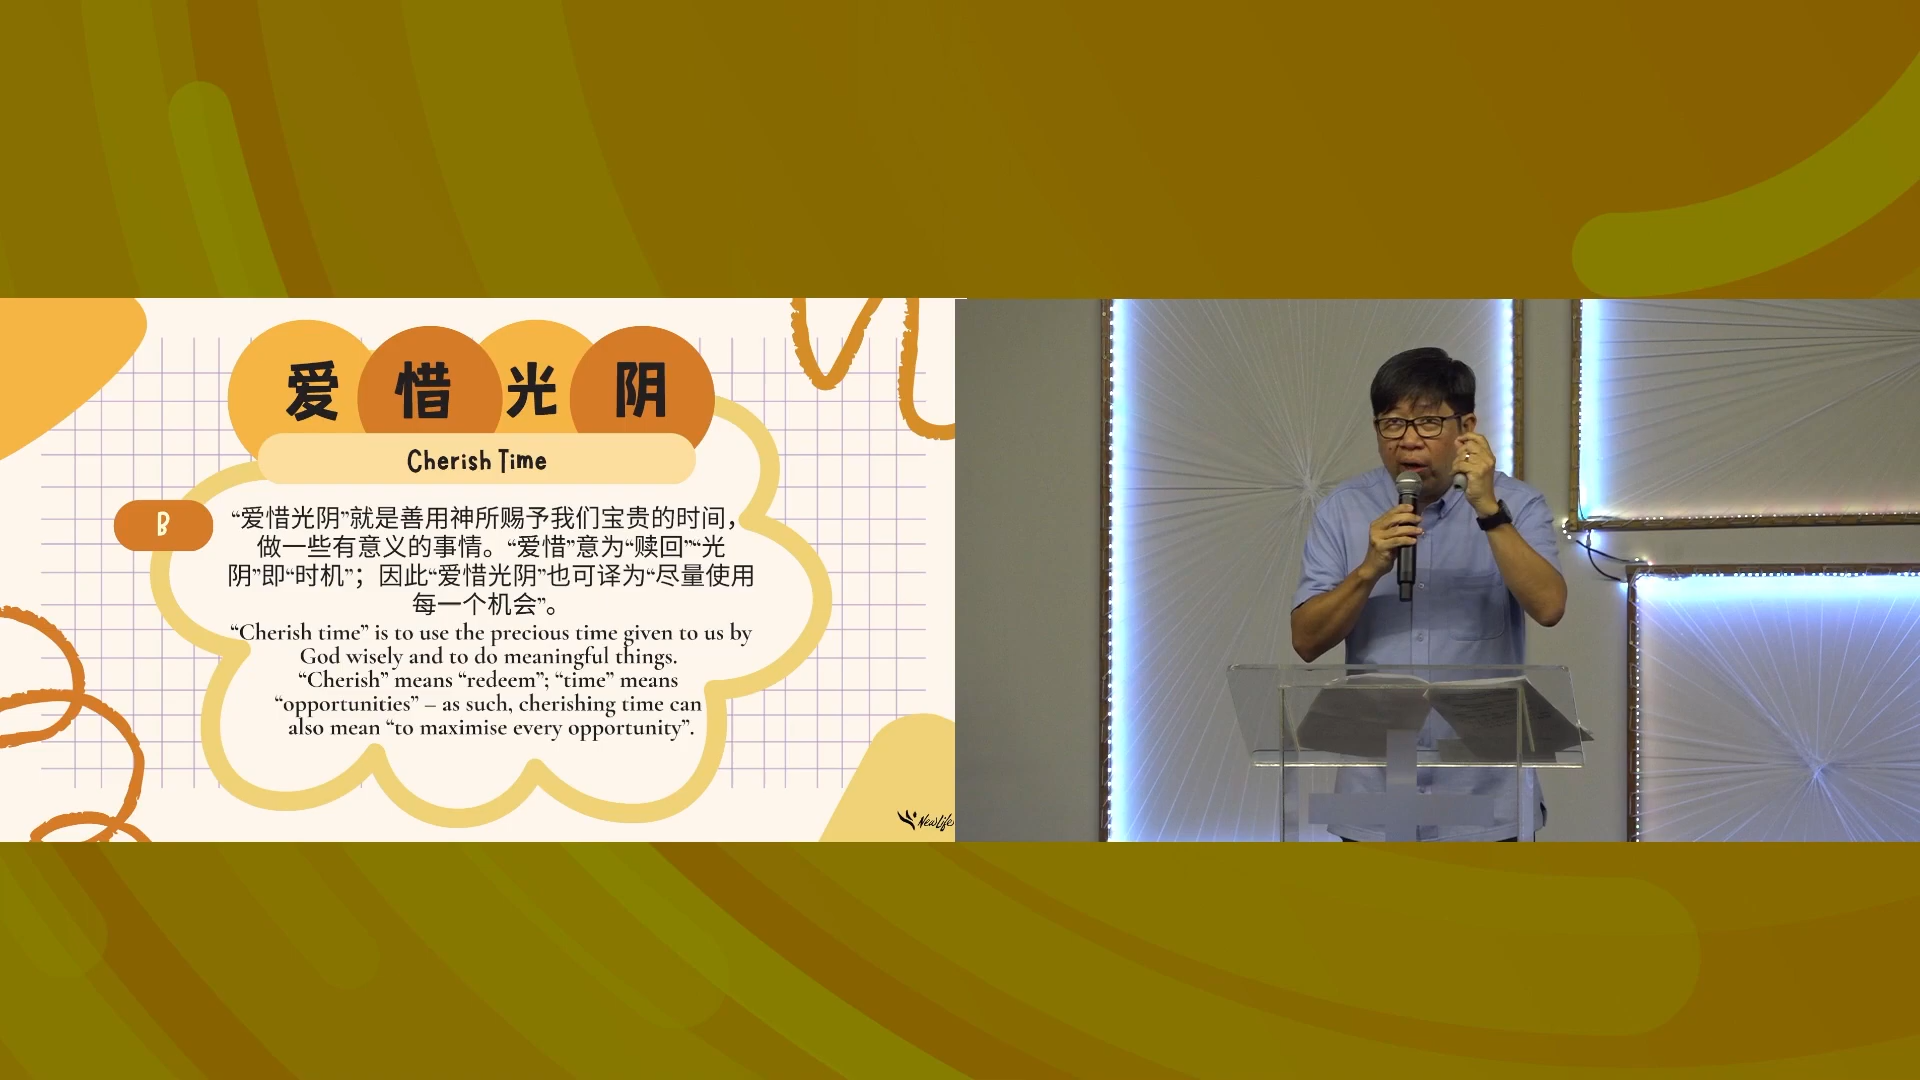 爱惜光阴
Cherish Time
B
“爱惜光阴”就是善用神所赐予我们宝贵的时间，
做一些有意义的事情。“爱惜”意为“赎回”“光
阴”即“时机”；因此“爱惜光阴”也可译为“尽量使用
每一个机会”。
“Cherish time” is to use the precious time given to us by
God wisely and to do meaningful things.
“Cherish” means “redeem”; “time” means
“opportunities” – as such, cherishing time can
also mean “to maximise every opportunity”.
NewLife